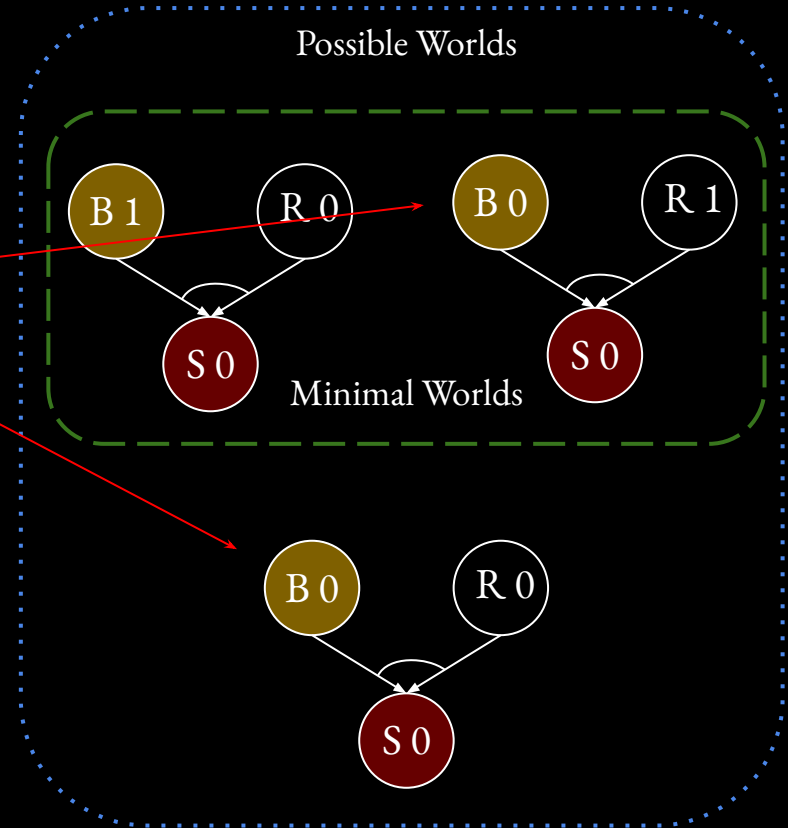 Possible Worlds
B 1
R 0
B 0
R 1
S 0
S 0
Minimal Worlds
B 0
R 0
S 0